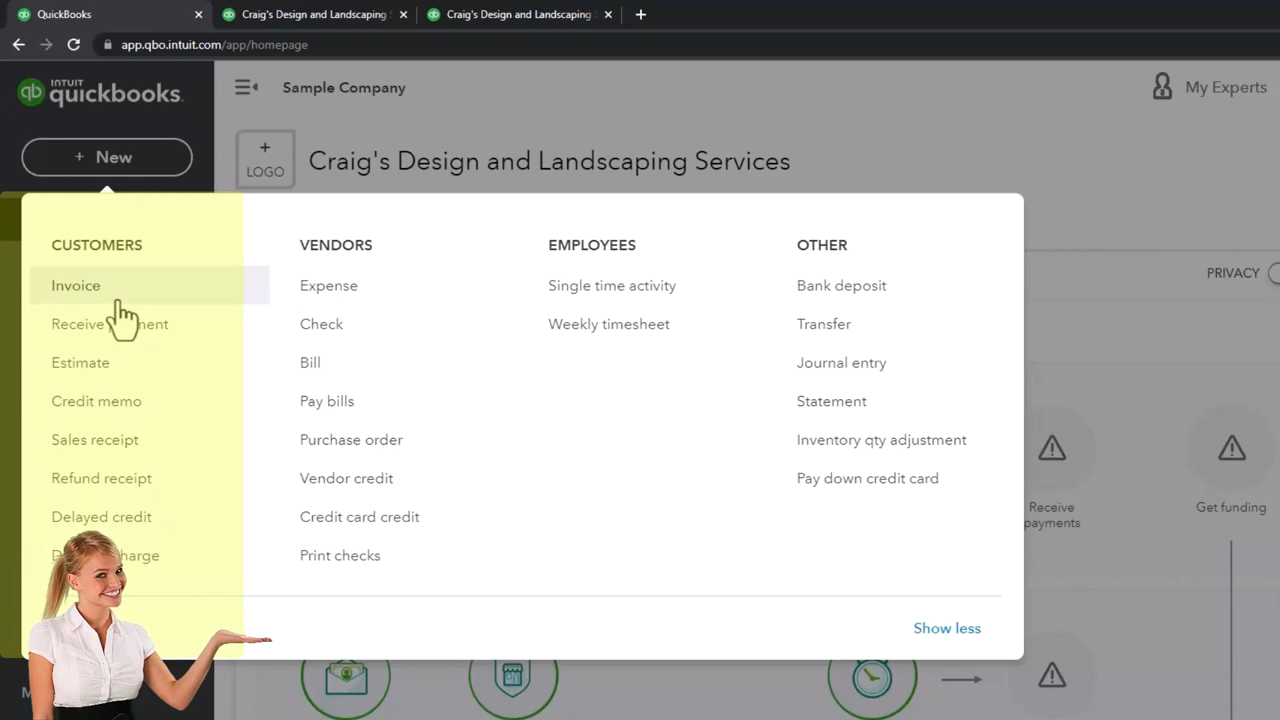 QuickBooks
Craig's Design and Landscaping
Craig's Design and Landscaping
app.qbo.intuit.com/app/homepage
INTUIT
quickbooks.
Sample Company
My Experts
+ New
+
LOGO
Craig's Design and Landscaping Services
CUSTOMERS
Invoice
Receive
Estimate
Credit memo
Sales receipt
Refund receipt
Delayed credit
VENDORS
Expense
Check
Bill
Pay bills
Purchase order
Vendor credit
Credit card credit
Print checks
EMPLOYEES
Single time activity
Weekly timesheet
OTHER
Bank deposit
Transfer
Journal entry
Statement
Inventory qty adjustment
Pay down credit card
Show less
PRIVACY
Receive
payments
Get funding